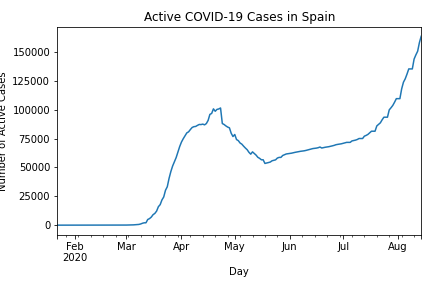 Active COVID-19 Cases in Spain
Number of Active Cases
150000
125000
100000
75000
50000
25000
0
Feb
2020
Mar
Apr
May
Jun
Jul
Aug
Day